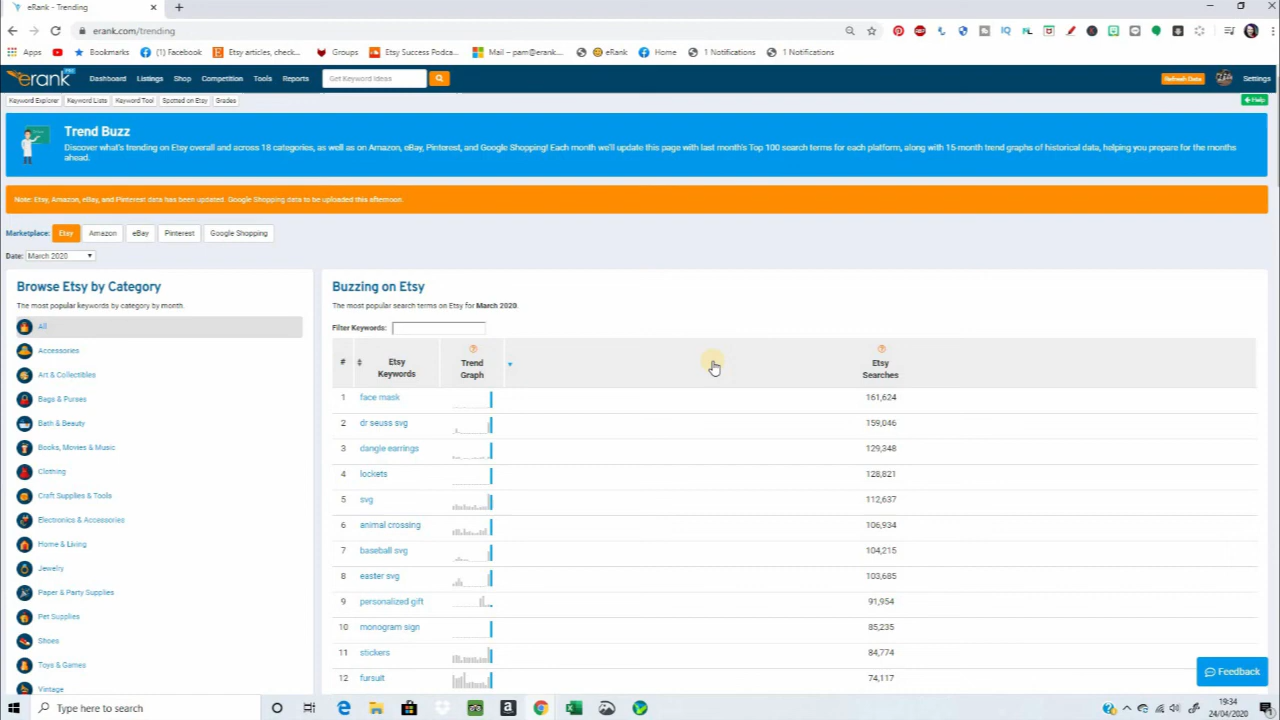 eRank - Trending
erank.com/trending
Apps
Bookmarks
(1) Facebook
Etsy articles, check...
Groups
Etsy Success Roadm...
Mail – pam@erank....
eRank
Home
1 Notifications
1 Notifications
erank
Dashboard
Listings
Shop
Competition
Tools
Reports
Get Keyword Ideas
Refresh Data
Settings
Keyword Explorer
Keyword Lists
Keyword Tool
Spotted on Etsy
Grades
Help
Trend Buzz
Discover what's trending on Etsy overall and across 18 categories, as well as on Amazon, eBay, Pinterest, and Google Shopping! Each month we'll update this page with last month's Top 100 search terms for each platform, along with 15 month trend graphs of historical data, helping you prepare for the months
ahead.
Note: Etsy, Amazon, eBay, and Pinterest data has been updated. Google Shopping data to be uploaded this afternoon.
Marketplace: Etsy Amazon eBay Pinterest Google Shopping
Date: March 2020
Browse Etsy by Category
The most popular keywords by category by month.
All
Accessories
Art & Collectibles
Bags & Purses
Bath & Beauty
Books, Movies & Music
Clothing
Craft Supplies & Tools
Electronics & Accessories
Home & Living
Jewelry
Paper & Party Supplies
Pet Supplies
Shoes
Toys & Games
Vintage
Buzzing on Etsy
The most popular search terms on Etsy for March 2020.
Filter Keywords:
# Etsy Keywords Trend Graph Etsy Searches
1 face mask 161,624
2 dr seuss svg 159,046
3 dangle earrings 129,348
4 lockets 128,821
5 svg 112,637
6 animal crossing 106,934
7 baseball svg 104,215
8 easter svg 103,685
9 personalized gift 91,954
10 monogram sign 85,235
11 stickers 84,774
12 fursuit 74,117
Feedback
Type here to search
19:34
24/04/2020